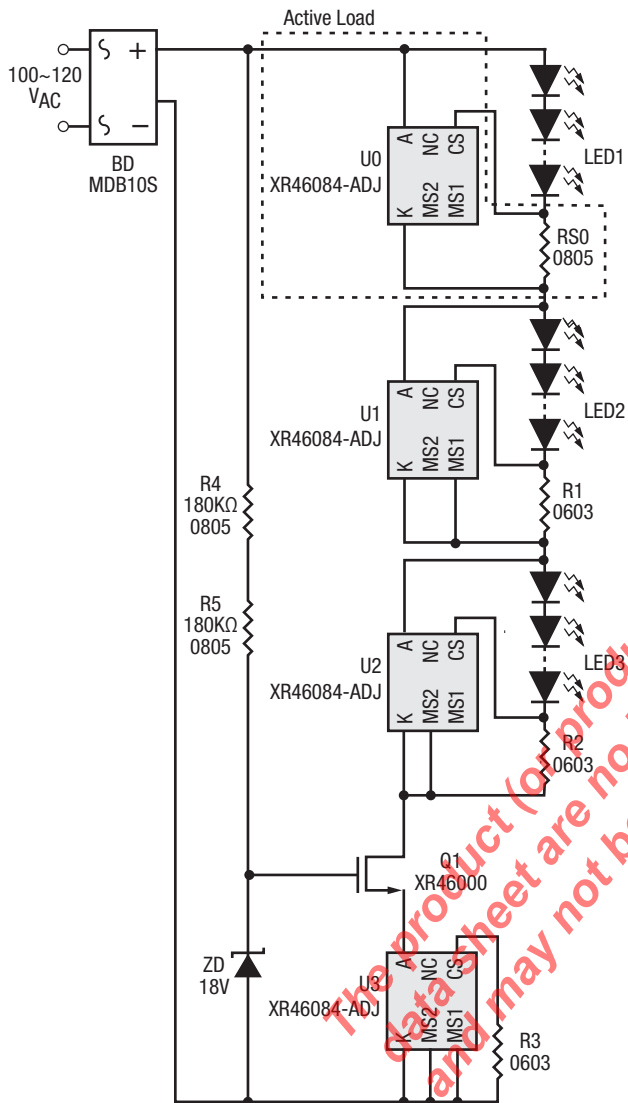 Active Load
100~120
VAC
BD
MDB10S
U0
XR46084-ADJ
A
NC
CS
K
MS2
MS1
LED1
RS0
0805
U1
XR46084-ADJ
A
NC
CS
K
MS2
MS1
LED2
R1
0603
R4
180KΩ
0805
R5
180KΩ
0805
U2
XR46084-ADJ
A
NC
CS
K
MS2
MS1
LED3
R2
0603
Q1
XR46000
ZD
18V
U3
XR46084-ADJ
A
NC
CS
K
MS2
MS1
R3
0603
The product (or produ
data sheet are no
and may not b